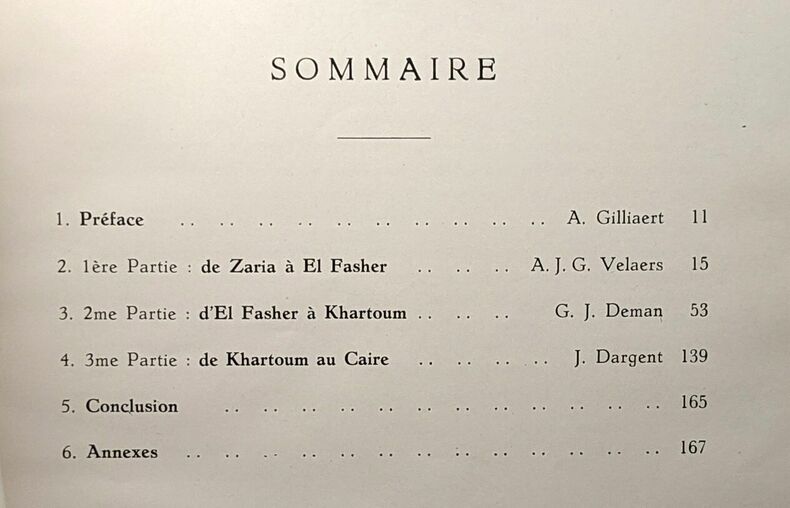 SOMMAIRE
1. Préface .. .. .. .. .. .. .. .. .. .. A. Gilliaert 11
2. 1ère Partie : de Zaria à El Fasher .. .. .. A. J. G. Velaers 15
3. 2me Partie : d'El Fasher à Khartoum .. .. .. G. J. Deman 53
4. 3me Partie : de Khartoum au Caire .. .. .. .. J. Dargent 139
5. Conclusion .. .. .. .. .. .. .. .. .. .. .. .. 165
6. Annexes .. .. .. .. .. .. .. .. .. .. .. .. .. 167